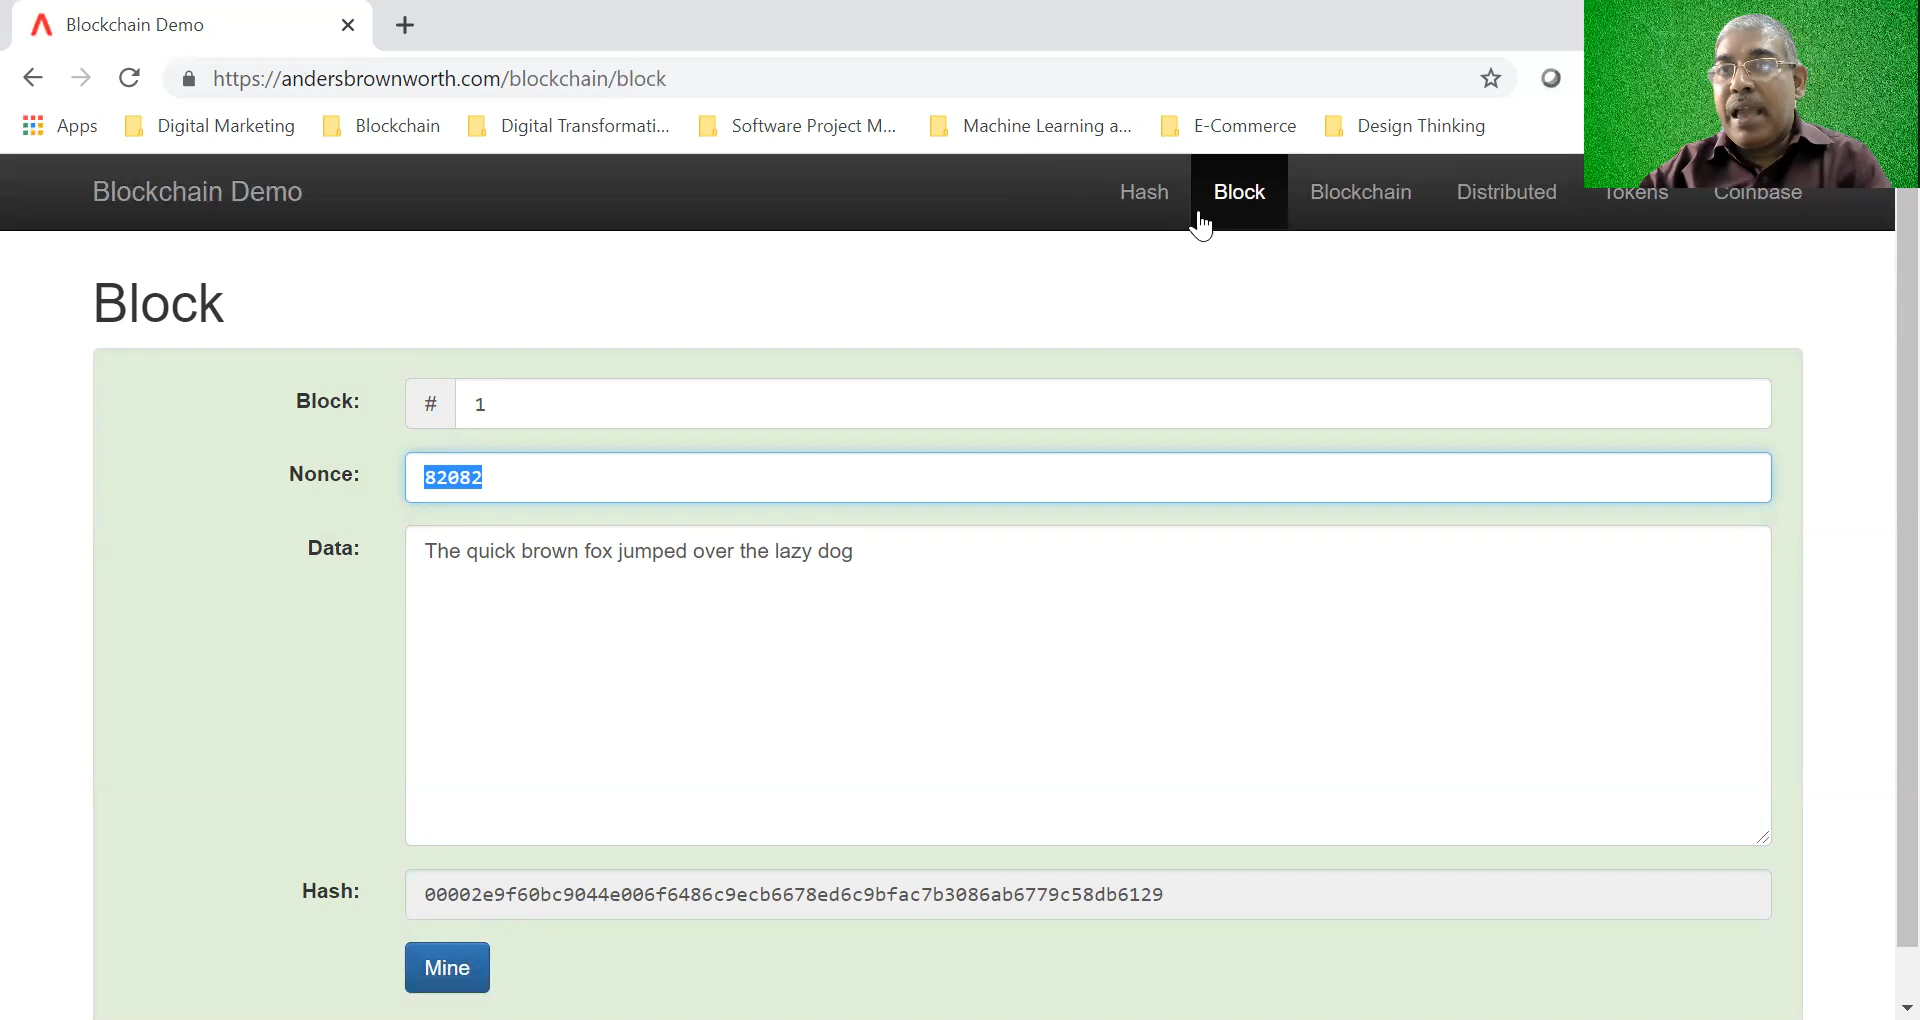 Blockchain Demo
https://andersbrownworth.com/blockchain/block
Apps Digital Marketing Blockchain Digital Transformati... Software Project M... Machine Learning a... E-Commerce Design Thinking
Blockchain Demo Hash Block Blockchain Distributed Tokens Coinbase
Block
Block: # 1
Nonce: 82082
Data: The quick brown fox jumped over the lazy dog
Hash: 00002e9f60bc9044e006f6486c9ecb6678ed6c9bfac7b3086ab6779c58db6129
Mine